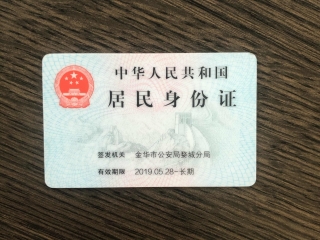 中华人民共和国
居民身份证
签发机关 金华市公安局婺城分局
有效期限 2019.05.28-长期